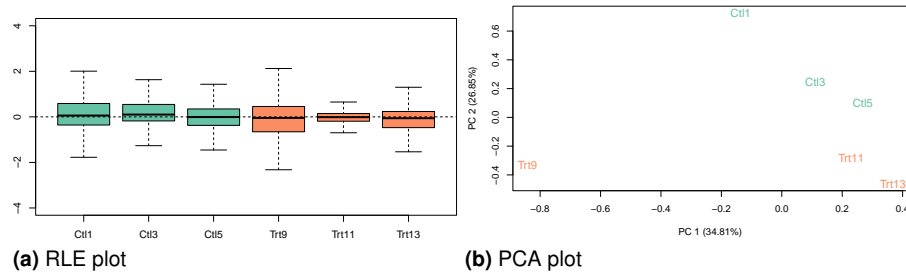 4
2
0
−2
−4
Ctl1 Ctl3 Ctl5 Trt9 Trt11 Trt13
(a) RLE plot
PC 2 (26.85%)
0.6
0.4
0.2
0.0
−0.2
−0.4
Ctl1
Ctl3
Ctl5
Trt11
Trt9
Trt13
−0.8 −0.6 −0.4 −0.2 0.0 0.2 0.4
PC 1 (34.81%)
(b) PCA plot